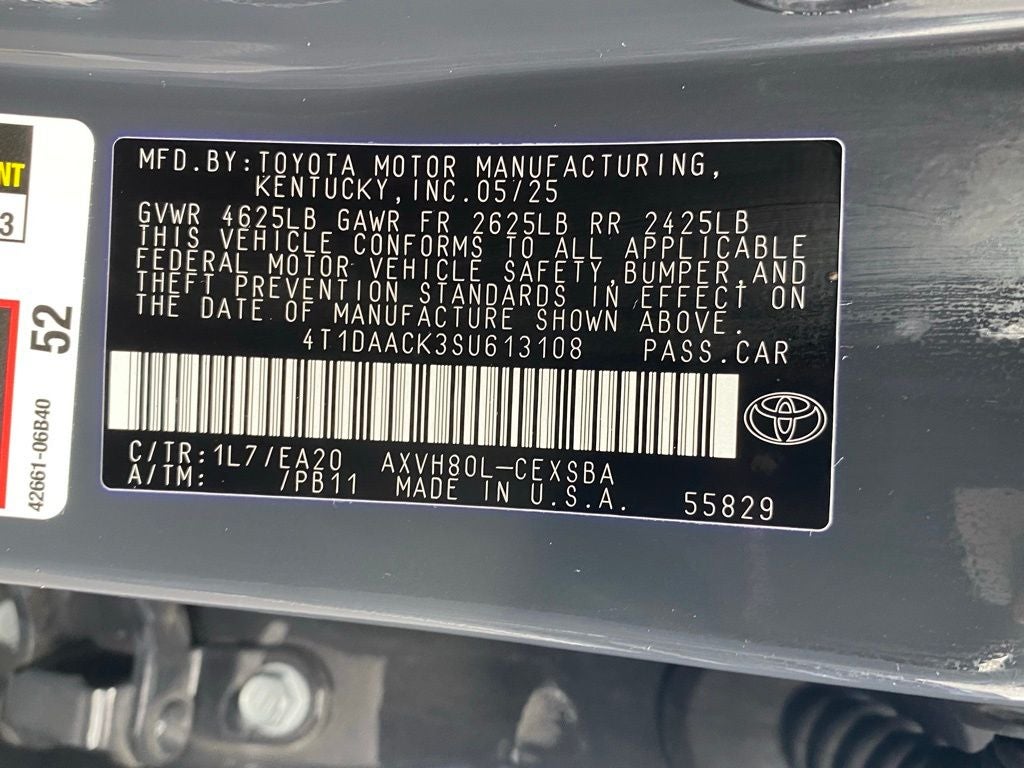 NT
3
52
42661-06B40
MFD.BY:TOYOTA MOTOR MANUFACTURING,
KENTUCKY,INC.05/25
GVWR 4625LB GAWR FR 2625LB RR 2425LB
THIS VEHICLE CONFORMS TO ALL APPLICABLE
FEDERAL MOTOR VEHICLE SAFETY,BUMPER,AND
THEFT PREVENTION STANDARDS IN EFFECT ON
THE DATE OF MANUFACTURE SHOWN ABOVE.
4T1DAACK3SU613108 PASS.CAR
C/TR:1L7/EA20 AXVH80L-CEXSBA
A/TM: /PB11 MADE IN U.S.A. 55829